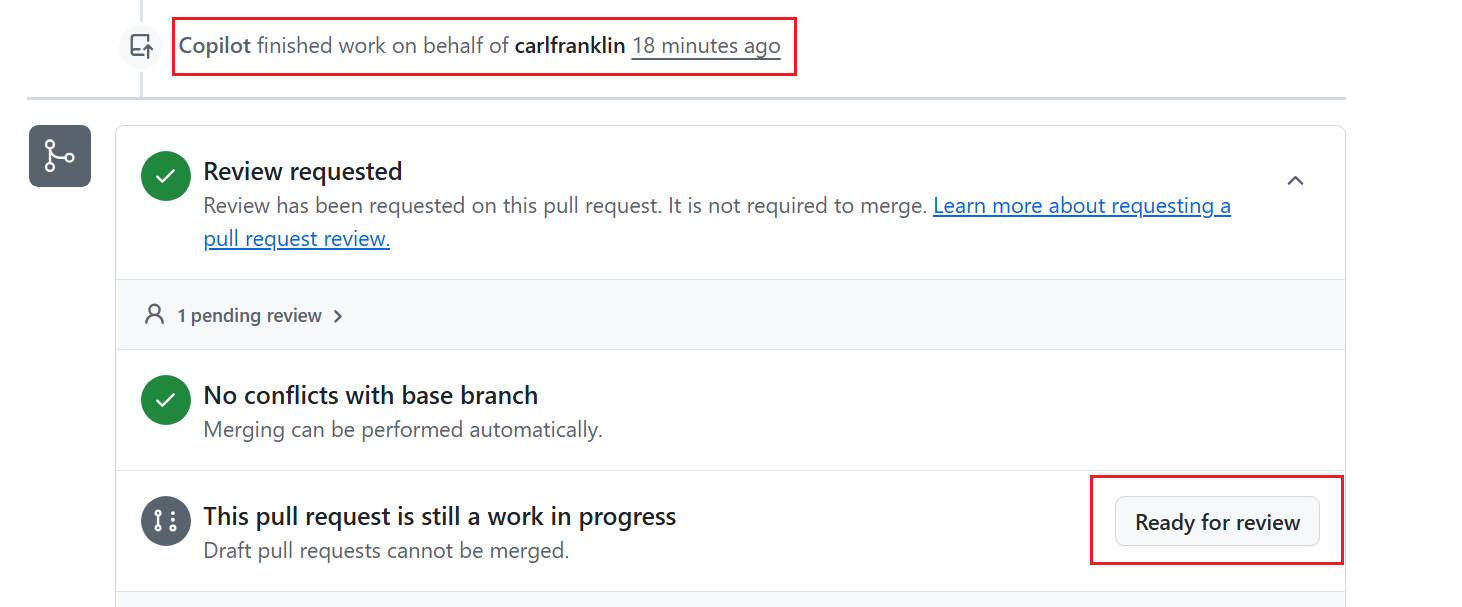 Copilot finished work on behalf of carlfranklin 18 minutes ago
Review requested
Review has been requested on this pull request. It is not required to merge. Learn more about requesting a
pull request review.
1 pending review
No conflicts with base branch
Merging can be performed automatically.
This pull request is still a work in progress
Ready for review
Draft pull requests cannot be merged.